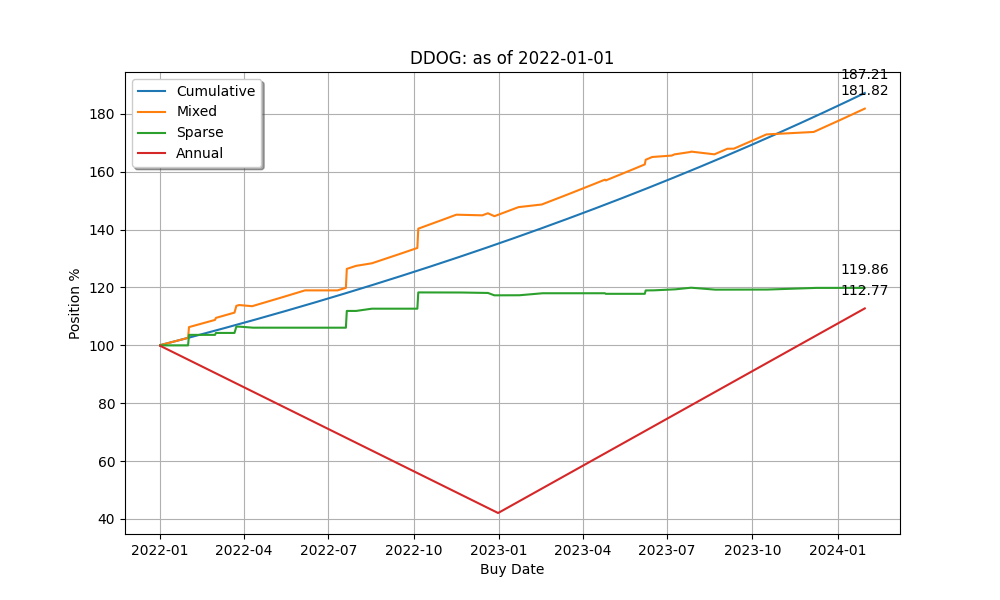 DDOG: as of 2022-01-01
Cumulative
Mixed
Sparse
Annual
187.21
181.82
119.86
112.77
180
160
140
120
100
80
60
40
Position %
2022-01 2022-04 2022-07 2022-10 2023-01 2023-04 2023-07 2023-10 2024-01
Buy Date